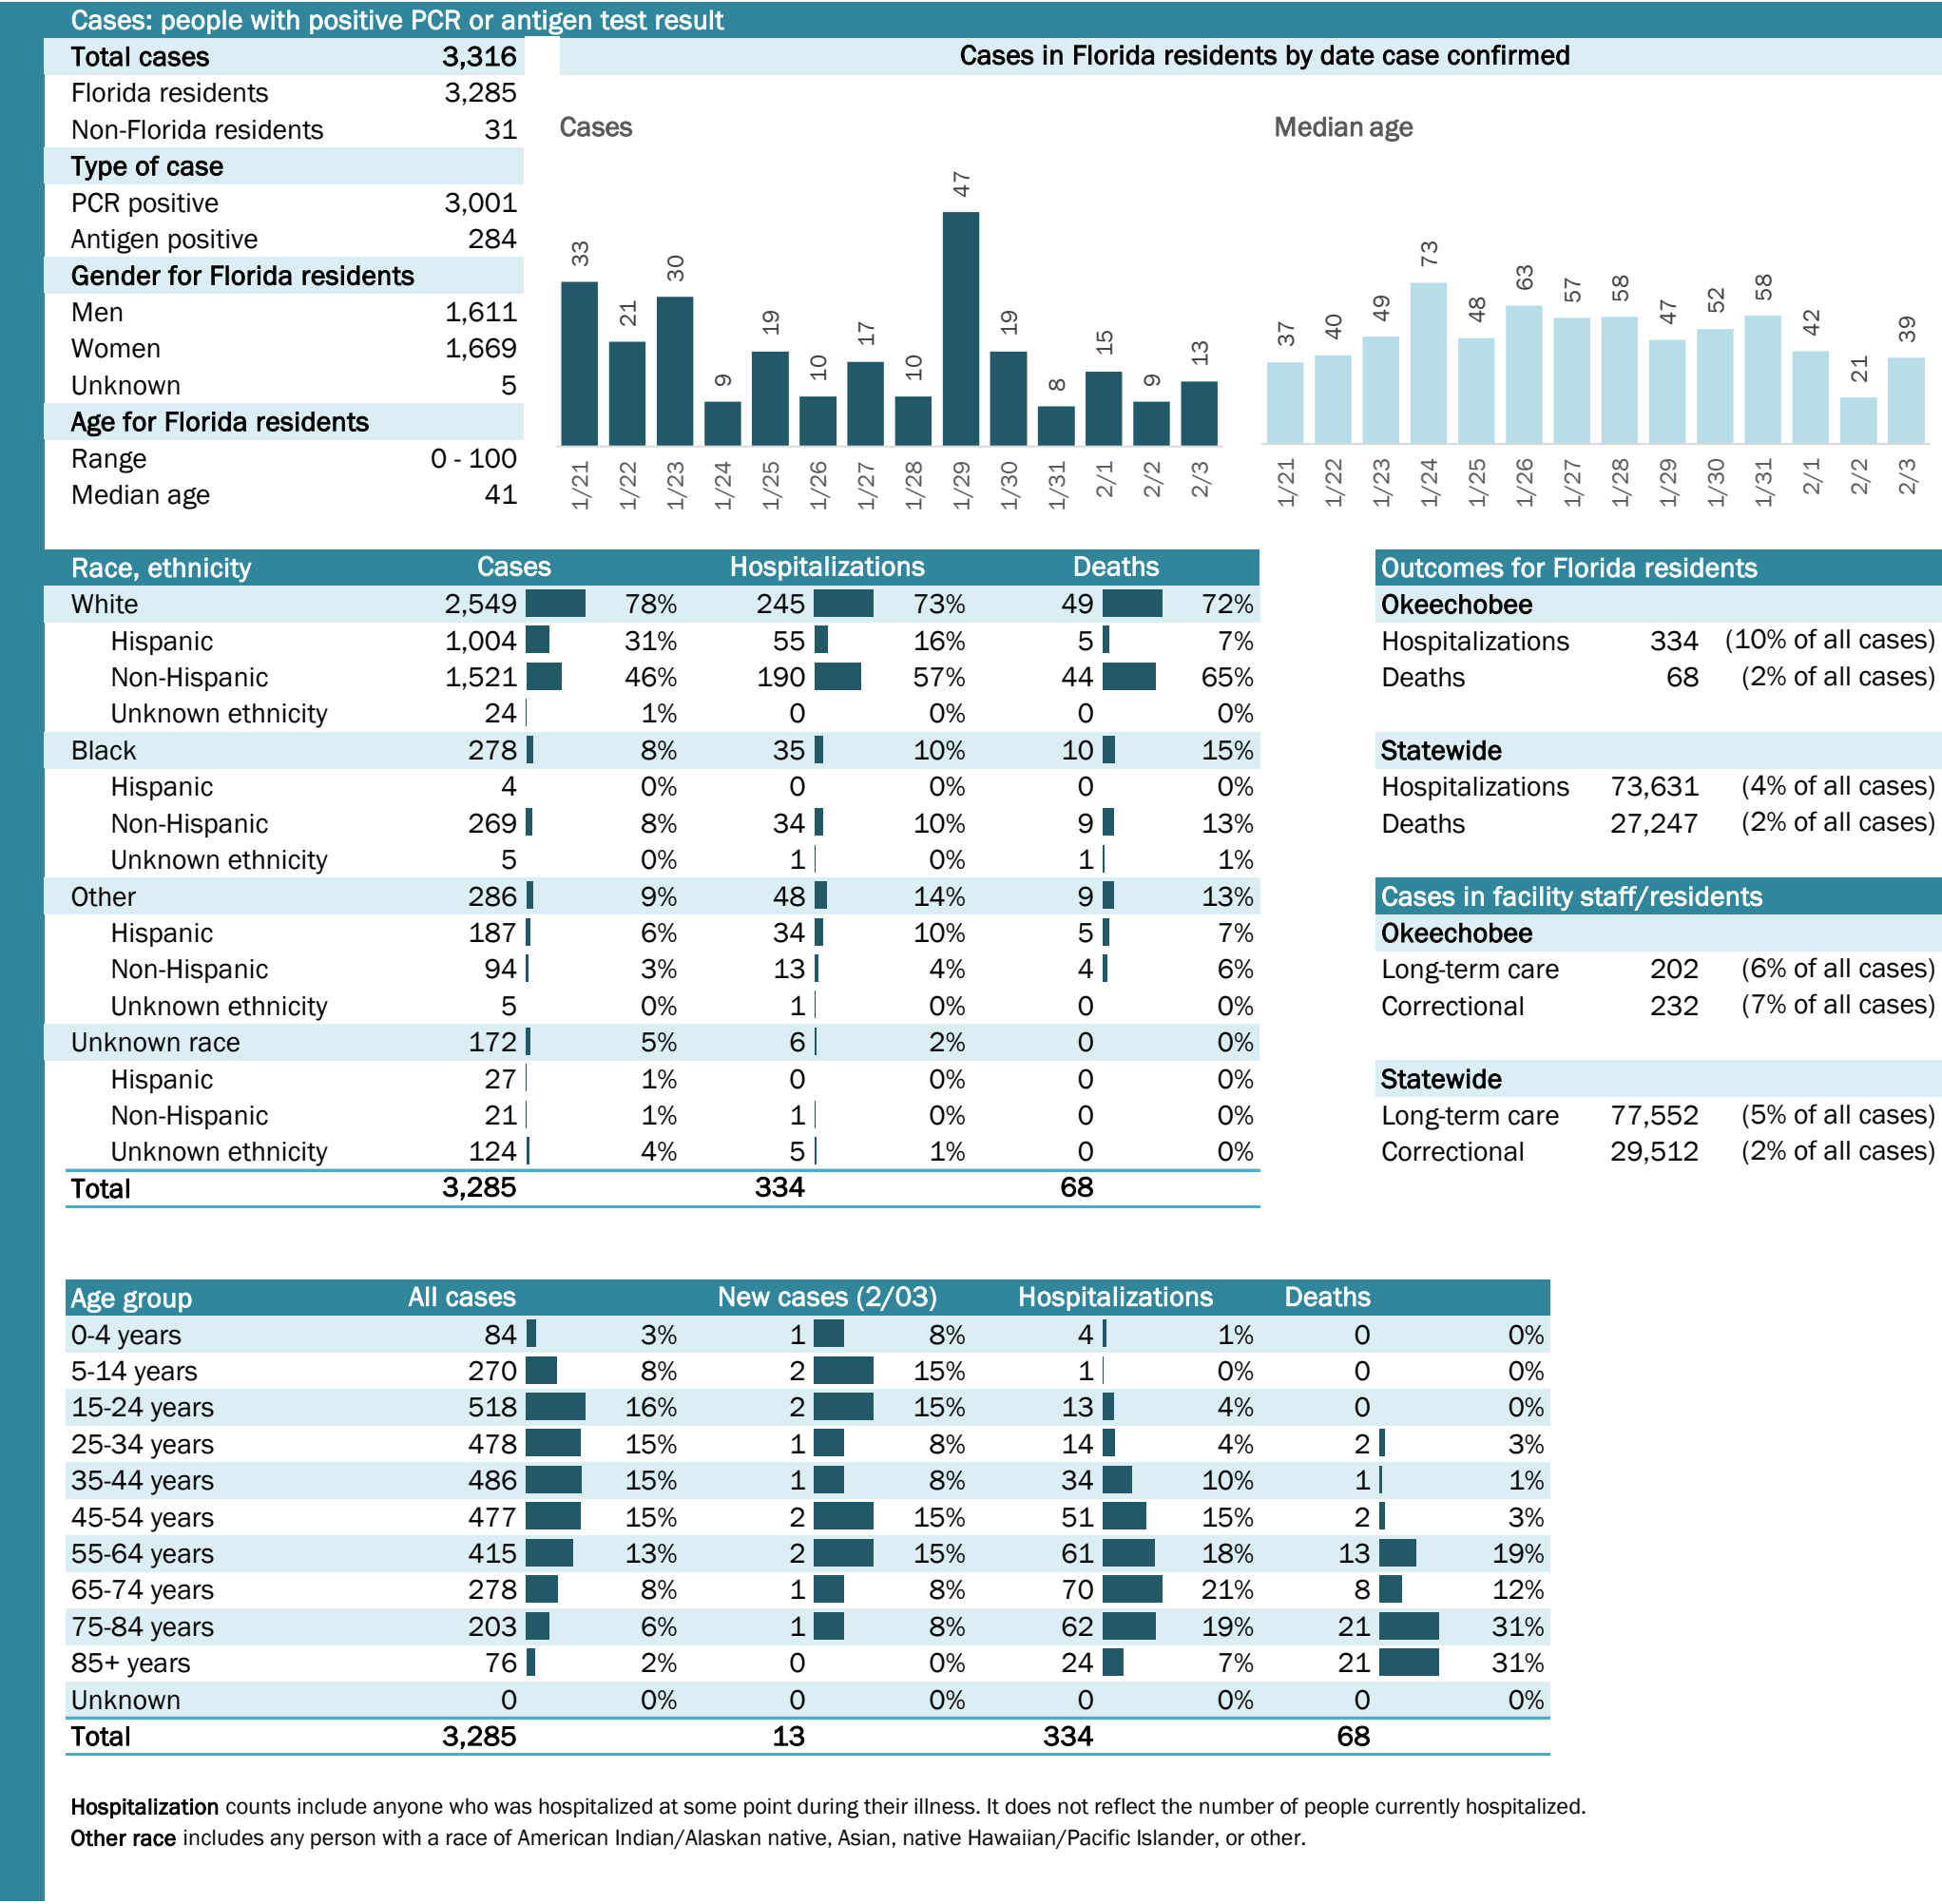 Cases: people with positive PCR or antigen test result
Total cases 3,316
Florida residents 3,285
Non-Florida residents 31
Type of case
PCR positive 3,001
Antigen positive 284
Gender for Florida residents
Men 1,611
Women 1,669
Unknown 5
Age for Florida residents
Range 0 - 100
Median age 41
Cases in Florida residents by date case confirmed
Cases
33 21 30 9 19 10 17 10 47 19 8 15 9 13
1/21 1/22 1/23 1/24 1/25 1/26 1/27 1/28 1/29 1/30 1/31 2/1 2/2 2/3
Median age
37 40 49 73 48 63 57 58 47 52 58 42 21 39
1/21 1/22 1/23 1/24 1/25 1/26 1/27 1/28 1/29 1/30 1/31 2/1 2/2 2/3
Race, ethnicity Cases Hospitalizations Deaths
White 2,549 78% 245 73% 49 72%
Hispanic 1,004 31% 55 16% 5 7%
Non-Hispanic 1,521 46% 190 57% 44 65%
Unknown ethnicity 24 1% 0 0% 0 0%
Black 278 8% 35 10% 10 15%
Hispanic 4 0% 0 0% 0 0%
Non-Hispanic 269 8% 34 10% 9 13%
Unknown ethnicity 5 0% 1 0% 1 1%
Other 286 9% 48 14% 9 13%
Hispanic 187 6% 34 10% 5 7%
Non-Hispanic 94 3% 13 4% 4 6%
Unknown ethnicity 5 0% 1 0% 0 0%
Unknown race 172 5% 6 2% 0 0%
Hispanic 27 1% 0 0% 0 0%
Non-Hispanic 21 1% 1 0% 0 0%
Unknown ethnicity 124 4% 5 1% 0 0%
Total 3,285 334 68
Outcomes for Florida residents
Okeechobee
Hospitalizations 334 (10% of all cases)
Deaths 68 (2% of all cases)
Statewide
Hospitalizations 73,631 (4% of all cases)
Deaths 27,247 (2% of all cases)
Cases in facility staff/residents
Okeechobee
Long-term care 202 (6% of all cases)
Correctional 232 (7% of all cases)
Statewide
Long-term care 77,552 (5% of all cases)
Correctional 29,512 (2% of all cases)
Age group All cases New cases (2/03) Hospitalizations Deaths
0-4 years 84 3% 1 8% 4 1% 0 0%
5-14 years 270 8% 2 15% 1 0% 0 0%
15-24 years 518 16% 2 15% 13 4% 0 0%
25-34 years 478 15% 1 8% 14 4% 2 3%
35-44 years 486 15% 1 8% 34 10% 1 1%
45-54 years 477 15% 2 15% 51 15% 2 3%
55-64 years 415 13% 2 15% 61 18% 13 19%
65-74 years 278 8% 1 8% 70 21% 8 12%
75-84 years 203 6% 1 8% 62 19% 21 31%
85+ years 76 2% 0 0% 24 7% 21 31%
Unknown 0 0% 0 0% 0 0% 0 0%
Total 3,285 13 334 68
Hospitalization counts include anyone who was hospitalized at some point during their illness. It does not reflect the number of people currently hospitalized.
Other race includes any person with a race of American Indian/Alaskan native, Asian, native Hawaiian/Pacific Islander, or other.